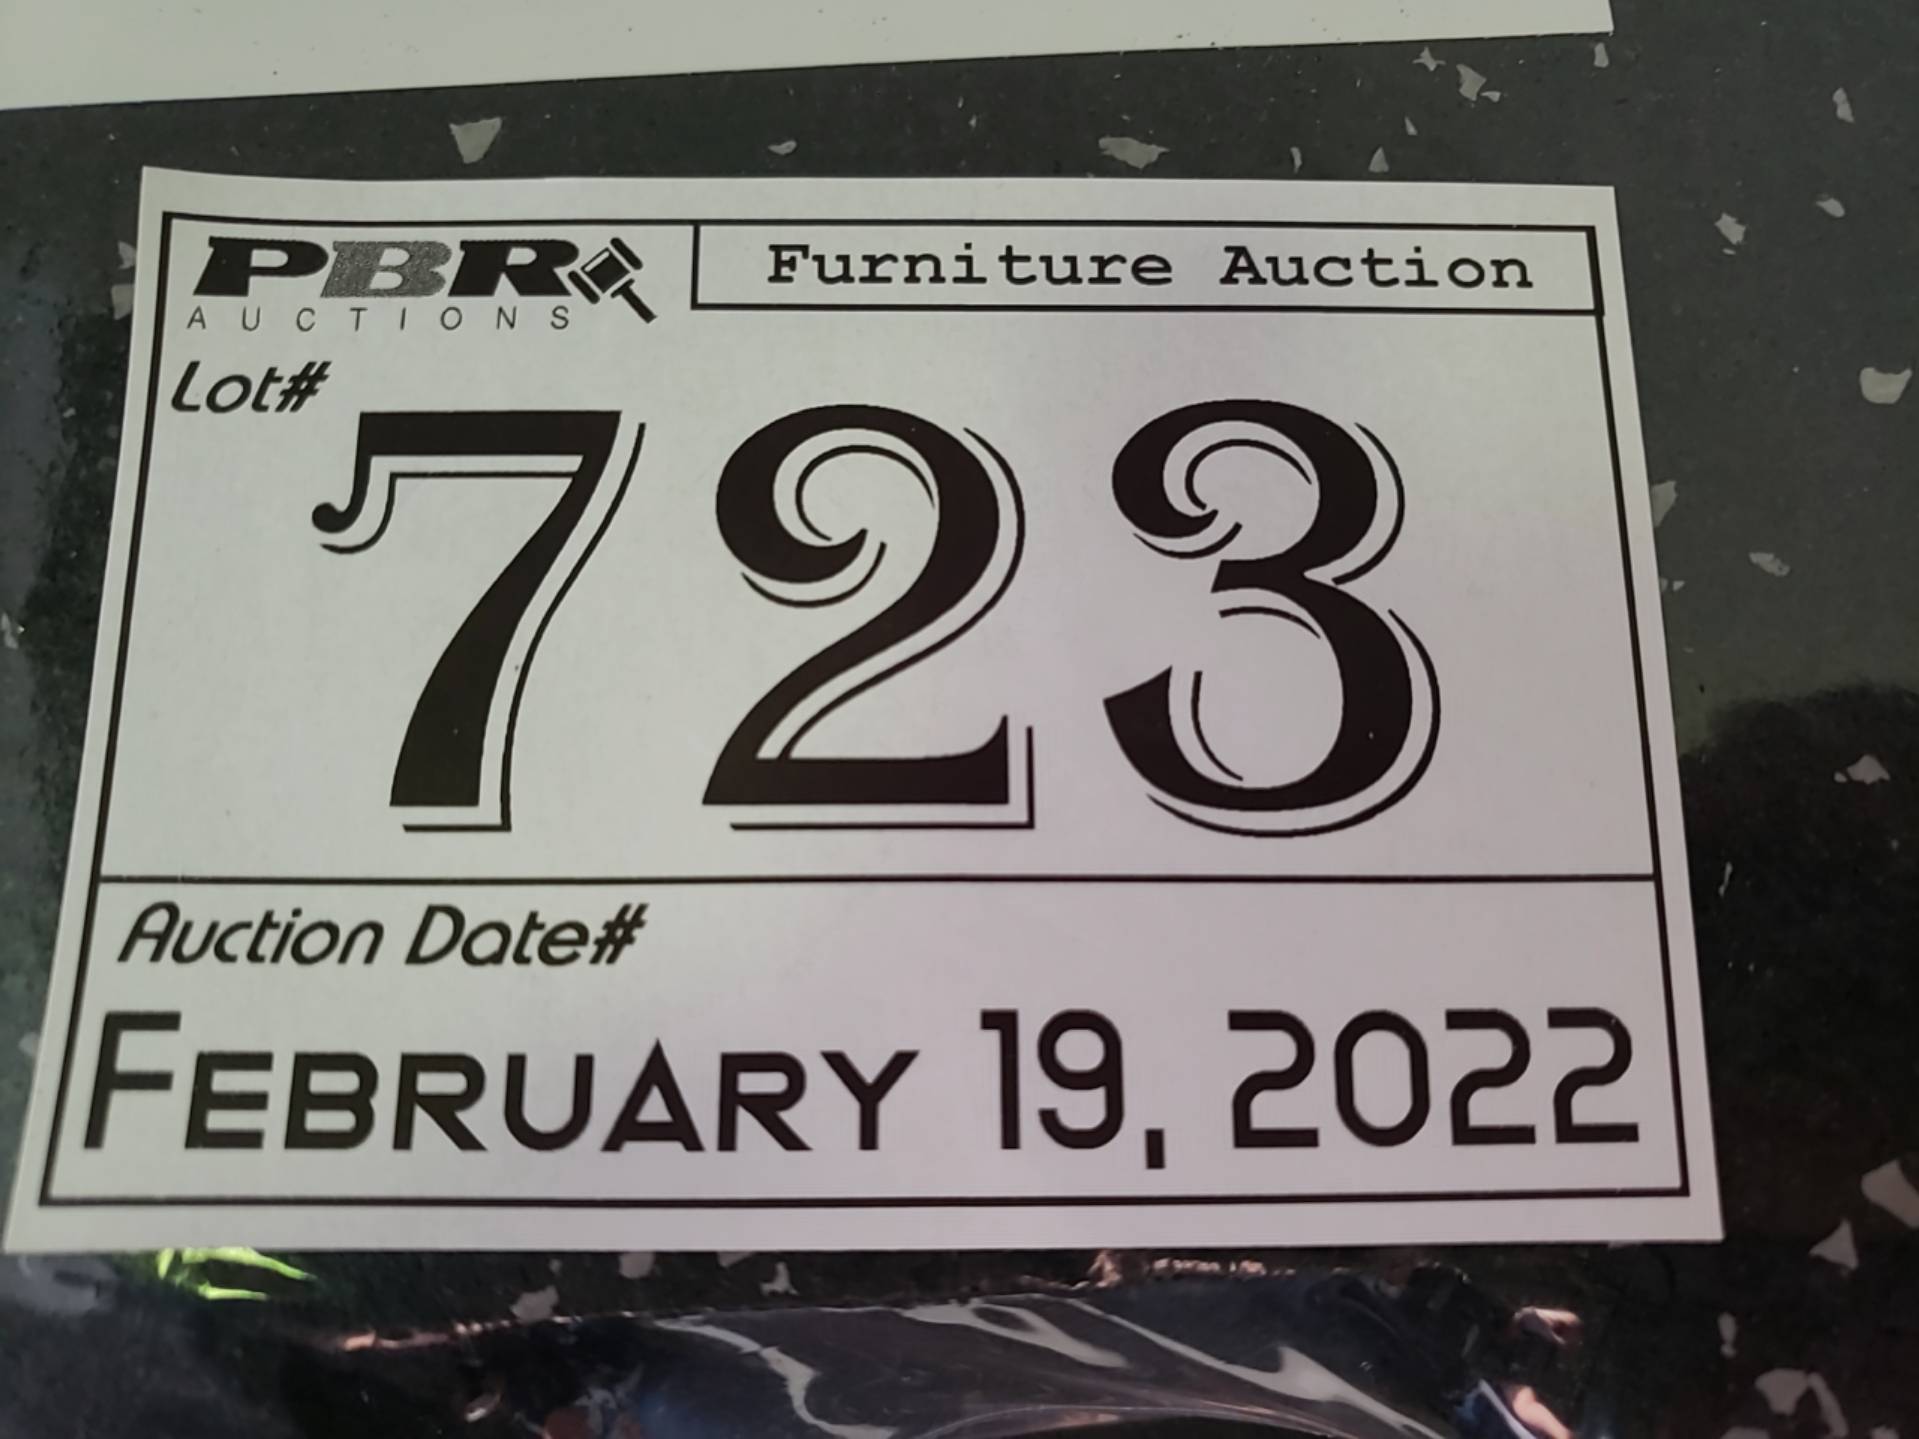 PBR
AUCTIONS
Furniture Auction
Lot#
723
Auction Date#
February 19, 2022